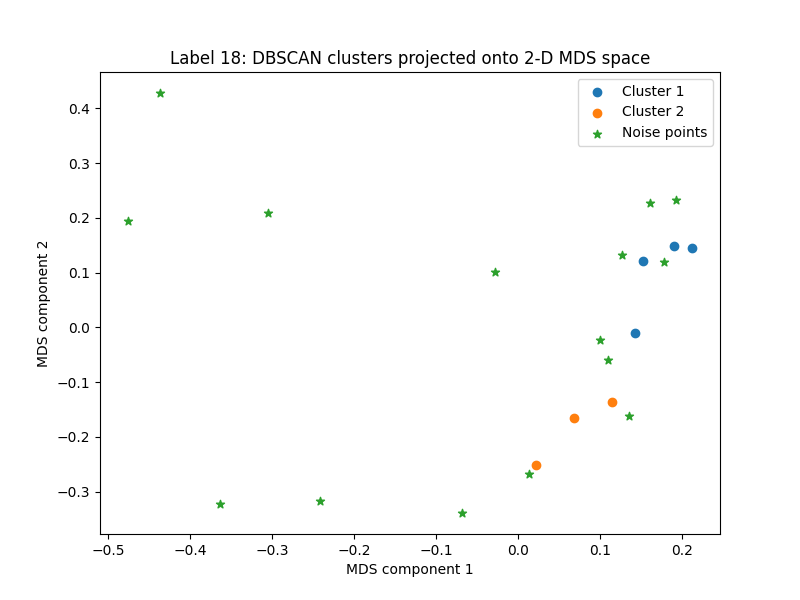 Label 18: DBSCAN clusters projected onto 2-D MDS space
Cluster 1
Cluster 2
Noise points
MDS component 2
0.4
0.3
0.2
0.1
0.0
−0.1
−0.2
−0.3
−0.5 −0.4 −0.3 −0.2 −0.1 0.0 0.1 0.2
MDS component 1